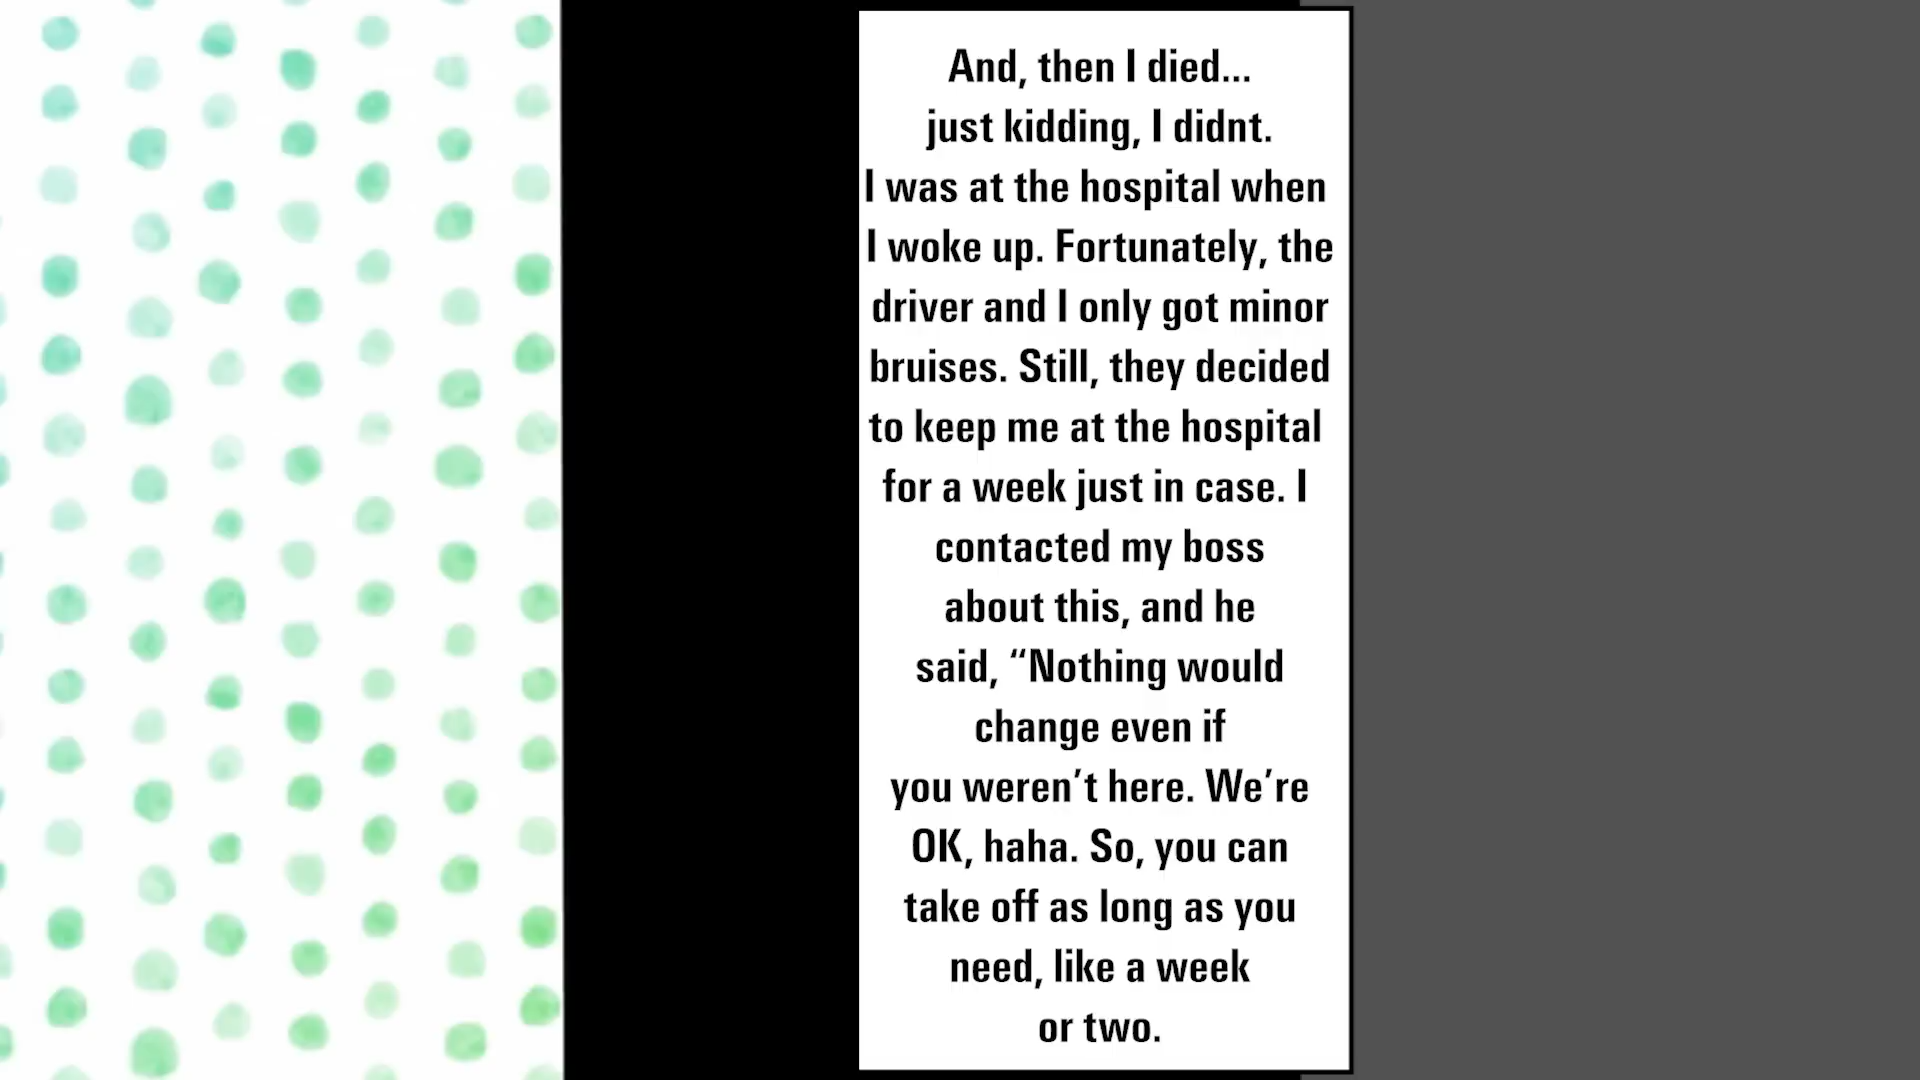 And, then I died...
just kidding, I didnt.
I was at the hospital when
I woke up. Fortunately, the
driver and I only got minor
bruises. Still, they decided
to keep me at the hospital
for a week just in case. I
contacted my boss
about this, and he
said, “Nothing would
change even if
you weren’t here. We’re
OK, haha. So, you can
take off as long as you
need, like a week
or two.